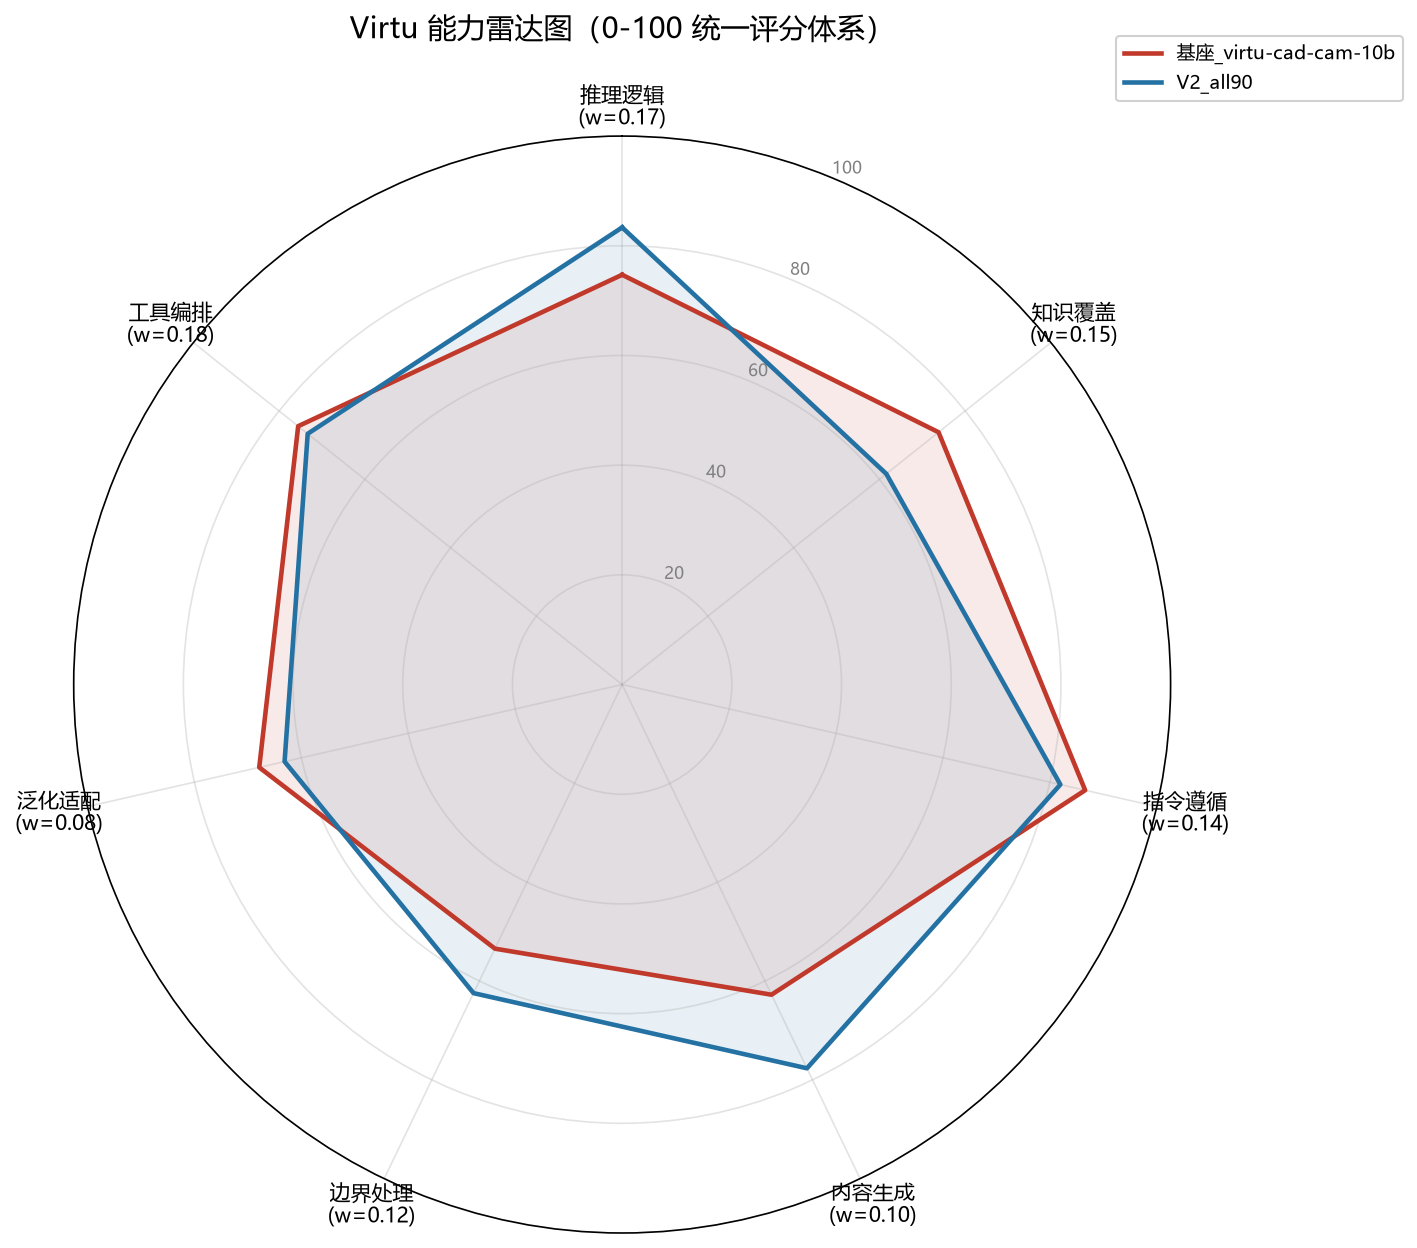 Virtu 能力雷达图（0-100 统一评分体系）
基座_virtu-cad-cam-10b
V2_all90
推理逻辑
(w=0.17)
100
80
60
40
20
工具编排
(w=0.18)
知识覆盖
(w=0.15)
泛化适配
(w=0.08)
指令遵循
(w=0.14)
边界处理
(w=0.12)
内容生成
(w=0.10)